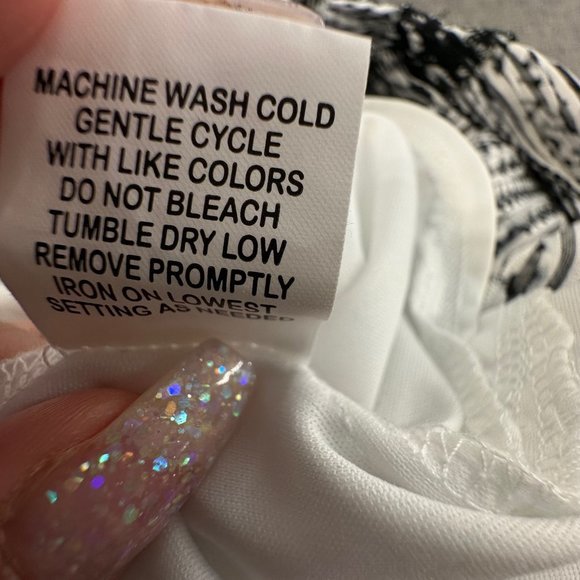 MACHINE WASH COLD
GENTLE CYCLE
WITH LIKE COLORS
DO NOT BLEACH
TUMBLE DRY LOW
REMOVE PROMPTLY
IRON ON LOWEST
SETTING AS NEEDED